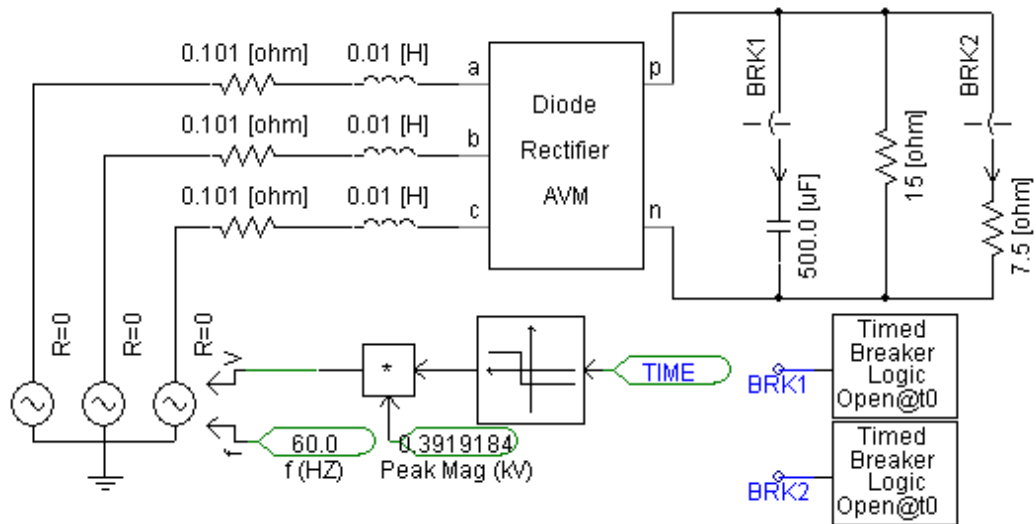 0.101 [ohm] 0.01 [H]
0.101 [ohm] 0.01 [H]
0.101 [ohm] 0.01 [H]
a
b
c
Diode
Rectifier
AVM
p
n
BRK1
500.0 [uF]
15 [ohm]
BRK2
7.5 [ohm]
R=0
R=0
R=0
V
f
60.0
f (HZ)
*
0.3919184
Peak Mag (kV)
TIME
BRK1
Timed
Breaker
Logic
Open@t0
BRK2
Timed
Breaker
Logic
Open@t0